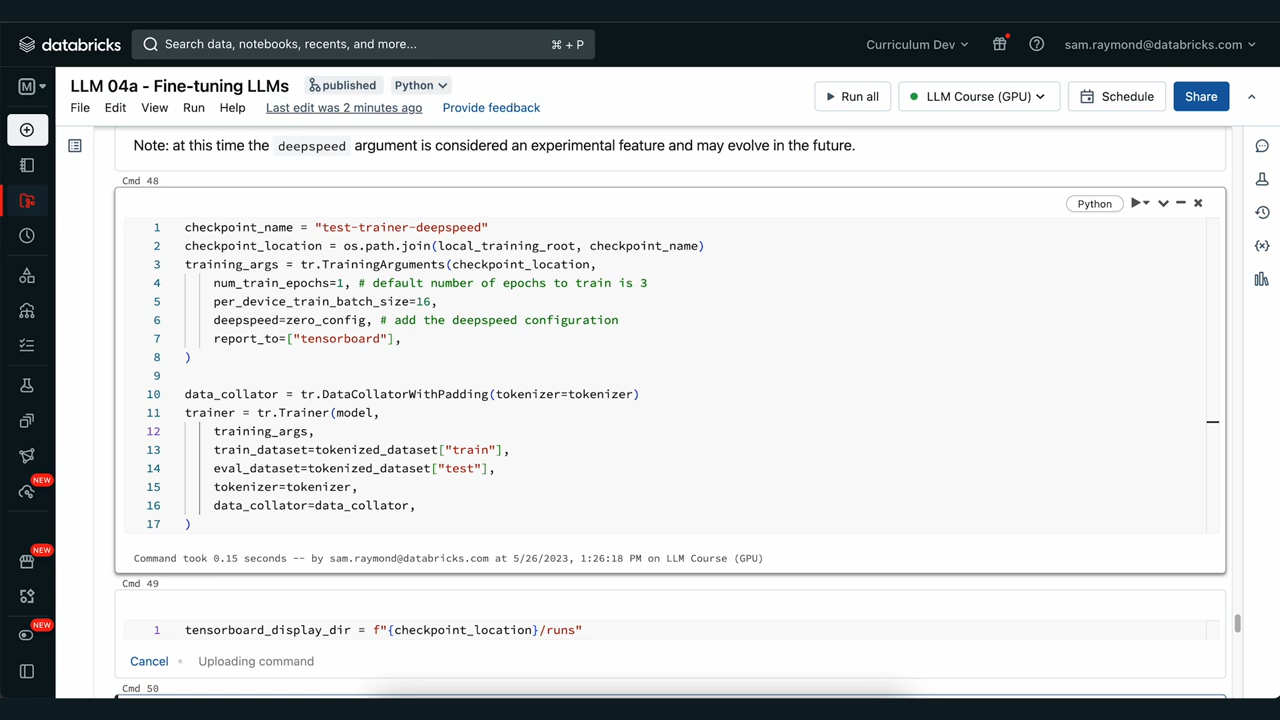 databricks
Search data, notebooks, recents, and more...
⌘ + P
Curriculum Dev
sam.raymond@databricks.com
M
LLM 04a - Fine-tuning LLMs
published
Python
Run all
LLM Course (GPU)
Schedule
Share
File Edit View Run Help
Last edit was 2 minutes ago
Provide feedback
Note: at this time the deepspeed argument is considered an experimental feature and may evolve in the future.
Cmd 48
Python
1 checkpoint_name = "test-trainer-deepspeed"
2 checkpoint_location = os.path.join(local_training_root, checkpoint_name)
3 training_args = tr.TrainingArguments(checkpoint_location,
4 num_train_epochs=1, # default number of epochs to train is 3
5 per_device_train_batch_size=16,
6 deepspeed=zero_config, # add the deepspeed configuration
7 report_to=["tensorboard"],
8 )
9
10 data_collator = tr.DataCollatorWithPadding(tokenizer=tokenizer)
11 trainer = tr.Trainer(model,
12 training_args,
13 train_dataset=tokenized_dataset["train"],
14 eval_dataset=tokenized_dataset["test"],
15 tokenizer=tokenizer,
16 data_collator=data_collator,
17 )
Command took 0.15 seconds -- by sam.raymond@databricks.com at 5/26/2023, 1:26:18 PM on LLM Course (GPU)
Cmd 49
1 tensorboard_display_dir = f"{checkpoint_location}/runs"
Cancel
Uploading command
Cmd 50
NEW
NEW
NEW